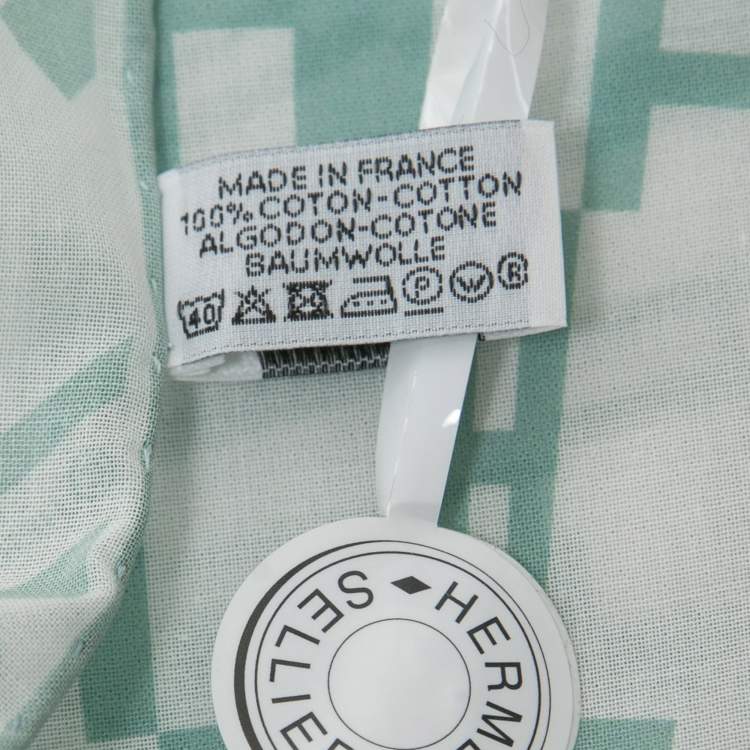 MADE IN FRANCE
100% COTON-COTTON
ALGODON-COTONE
BAUMWOLLE
40 P W R
HERM
SELLIE